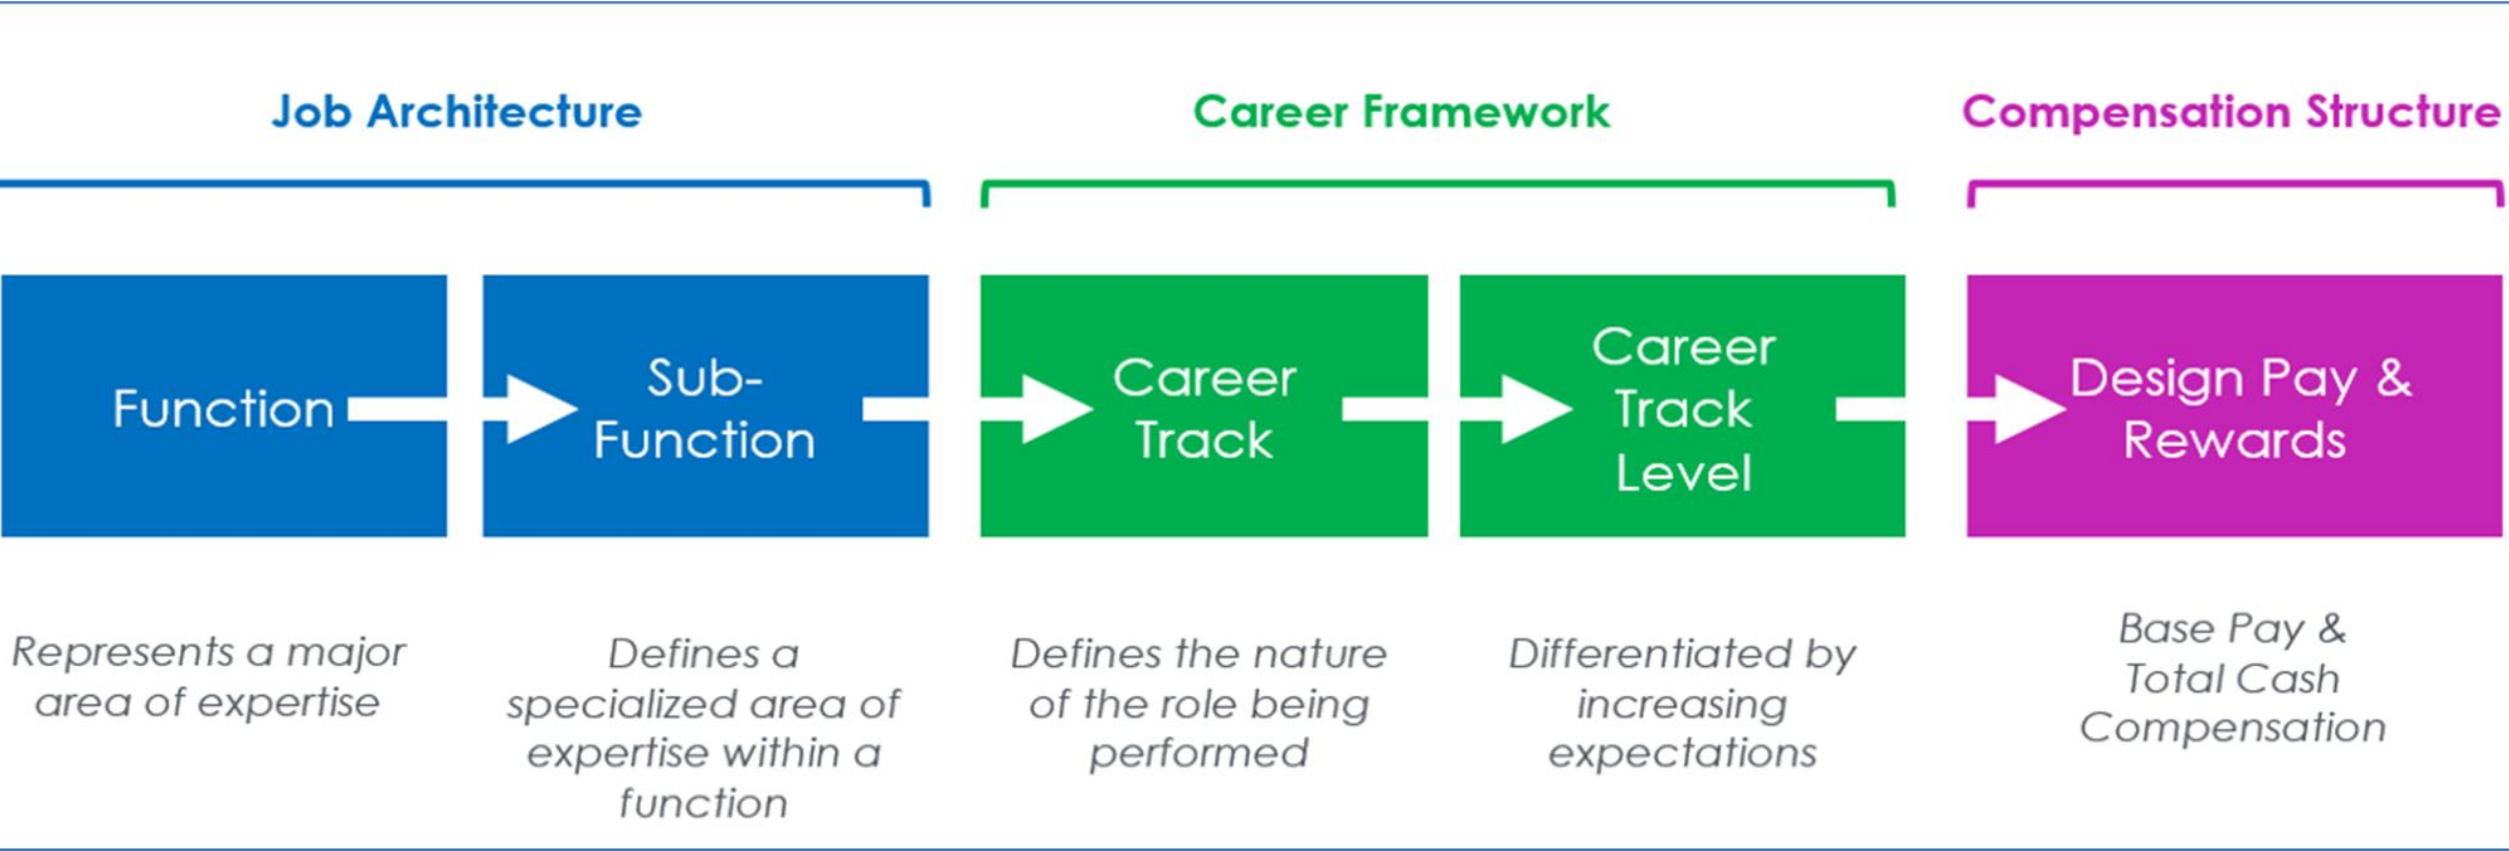 Job Architecture
Career Framework
Compensation Structure
Function
Sub-
Function
Career
Track
Career
Track
Level
Design Pay &
Rewards
Represents a major
area of expertise
Defines a
specialized area of
expertise within a
function
Defines the nature
of the role being
performed
Differentiated by
increasing
expectations
Base Pay &
Total Cash
Compensation